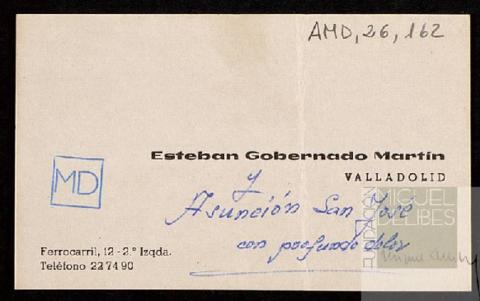 AMD, 26, 162
Esteban Gobernado Martín
VALLADOLID
y
Asunción San José
con profundo dolor
MD
Ferrocarril, 12 - 2.º Izqda.
Teléfono 22 74 90
FUNDACIÓN
MIGUEL
DELIBES